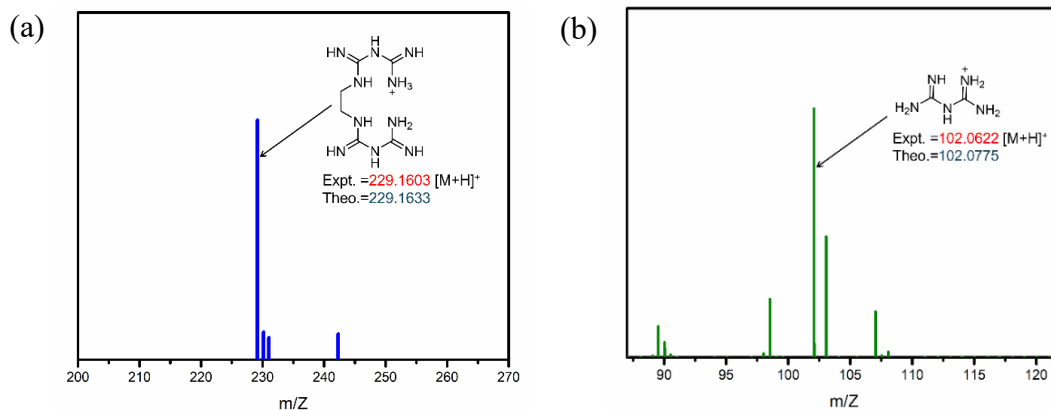 (a)
NH
H
N
NH
NH
NH3
+
NH
NH2
NH
N
H
NH
Expt. =229.1603 [M+H]+
Theo.=229.1633
200 210 220 230 240 250 260 270
m/Z
(b)
NH
+
NH2
H2N
N
H
NH2
Expt. =102.0622 [M+H]+
Theo.=102.0775
90 95 100 105 110 115 120
m/Z